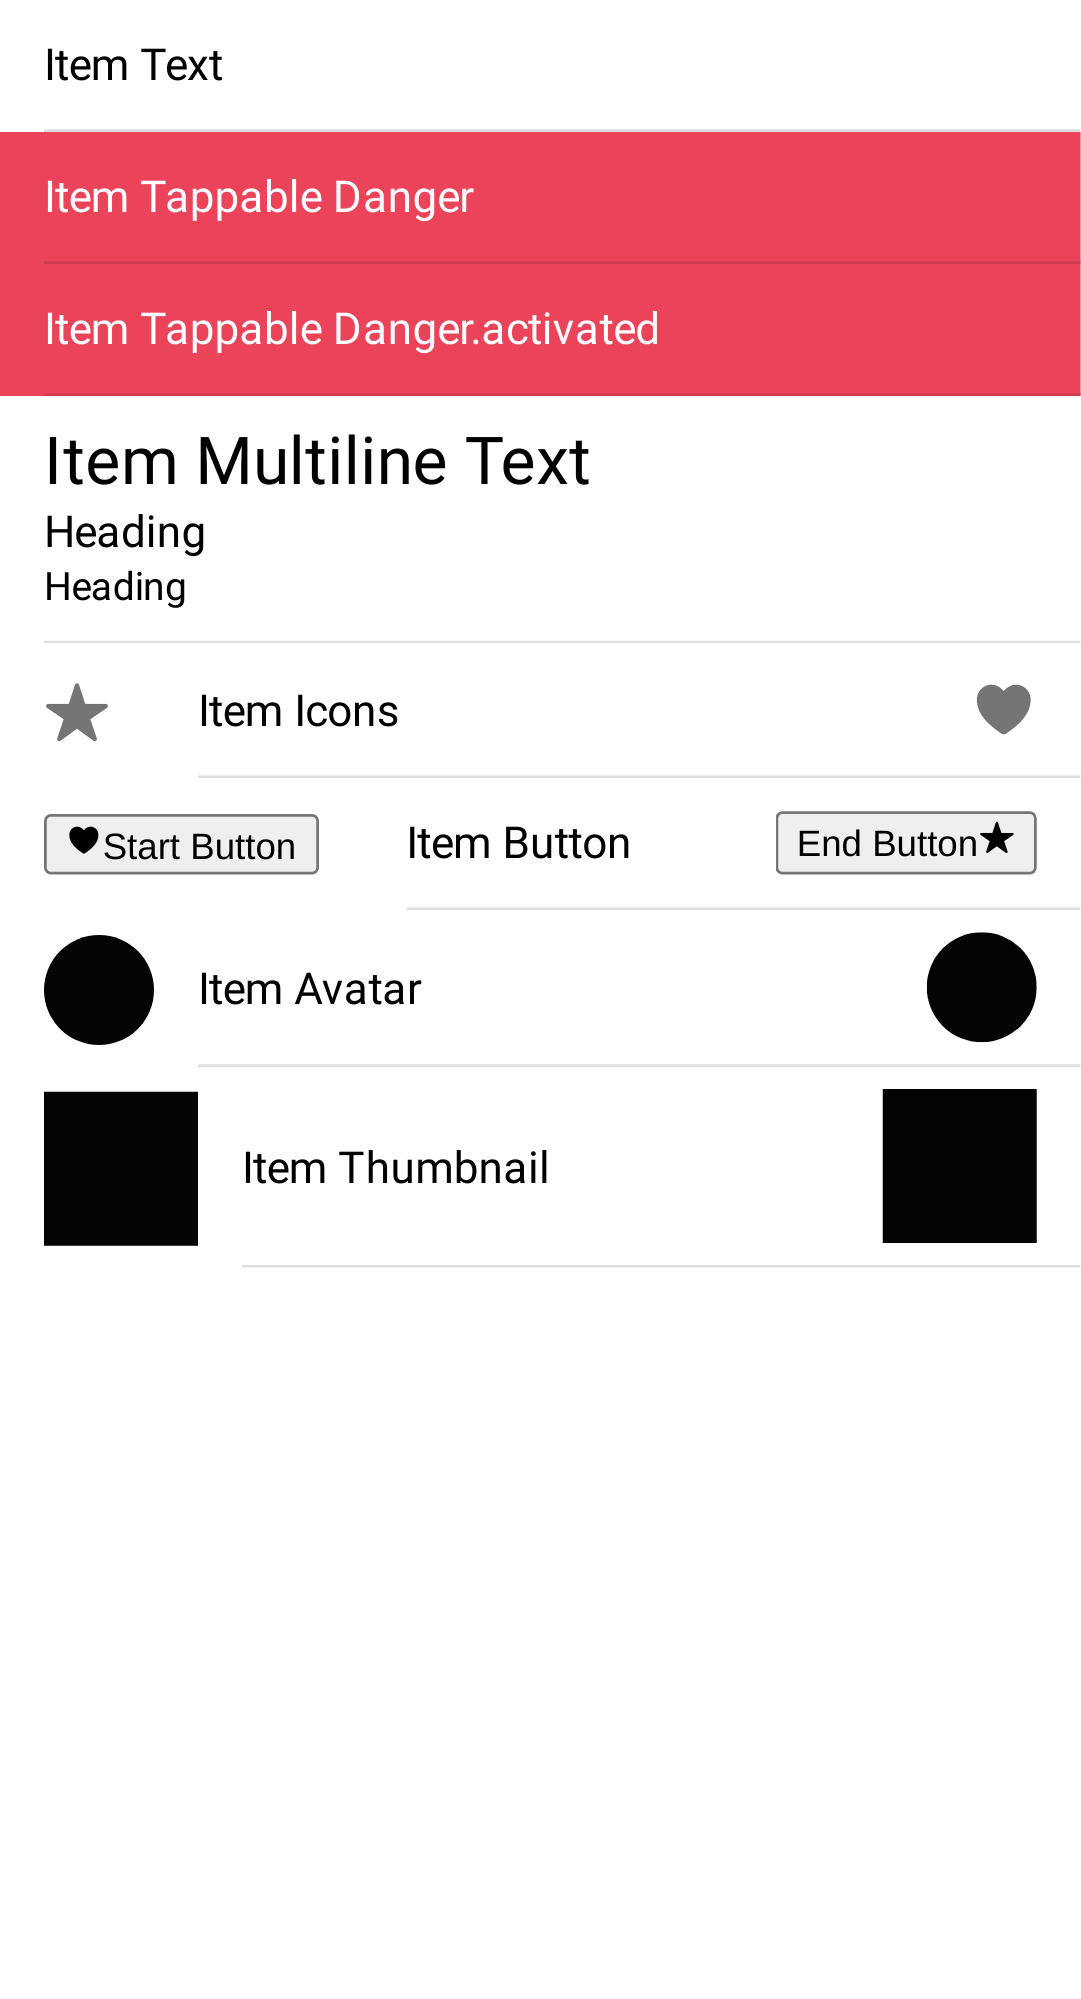 Item Text
Item Tappable Danger
Item Tappable Danger.activated
Item Multiline Text
Heading
Heading
Item Icons
Start Button Item Button End Button
Item Avatar
Item Thumbnail